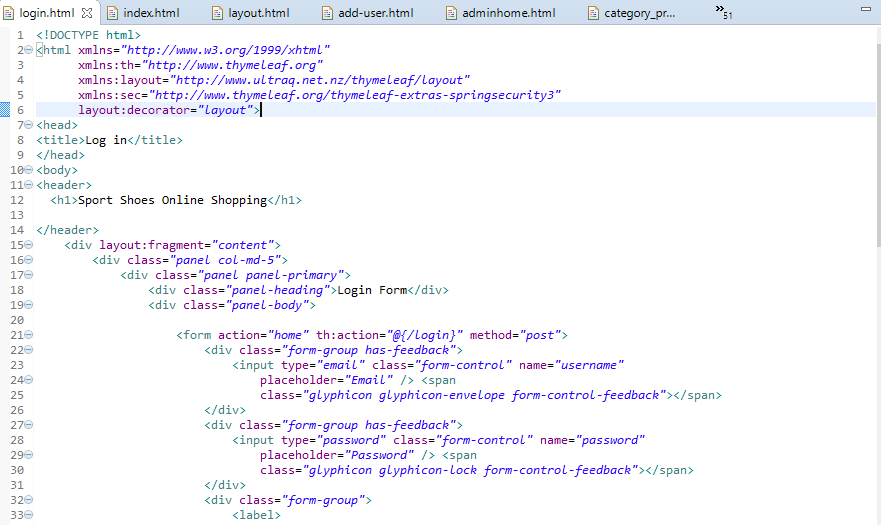 login.html index.html layout.html add-user.html adminhome.html category_pr... »51
1 <!DOCTYPE html>
2 <html xmlns="http://www.w3.org/1999/xhtml"
3 xmlns:th="http://www.thymeleaf.org"
4 xmlns:layout="http://www.ultraq.net.nz/thymeleaf/layout"
5 xmlns:sec="http://www.thymeleaf.org/thymeleaf-extras-springsecurity3"
6 layout:decorator="layout">
7 <head>
8 <title>Log in</title>
9 </head>
10 <body>
11 <header>
12 <h1>Sport Shoes Online Shopping</h1>
13
14 </header>
15 <div layout:fragment="content">
16 <div class="panel col-md-5">
17 <div class="panel panel-primary">
18 <div class="panel-heading">Login Form</div>
19 <div class="panel-body">
20
21 <form action="home" th:action="@{/login}" method="post">
22 <div class="form-group has-feedback">
23 <input type="email" class="form-control" name="username"
24 placeholder="Email" /> <span
25 class="glyphicon glyphicon-envelope form-control-feedback"></span>
26 </div>
27 <div class="form-group has-feedback">
28 <input type="password" class="form-control" name="password"
29 placeholder="Password" /> <span
30 class="glyphicon glyphicon-lock form-control-feedback"></span>
31 </div>
32 <div class="form-group">
33 <label>